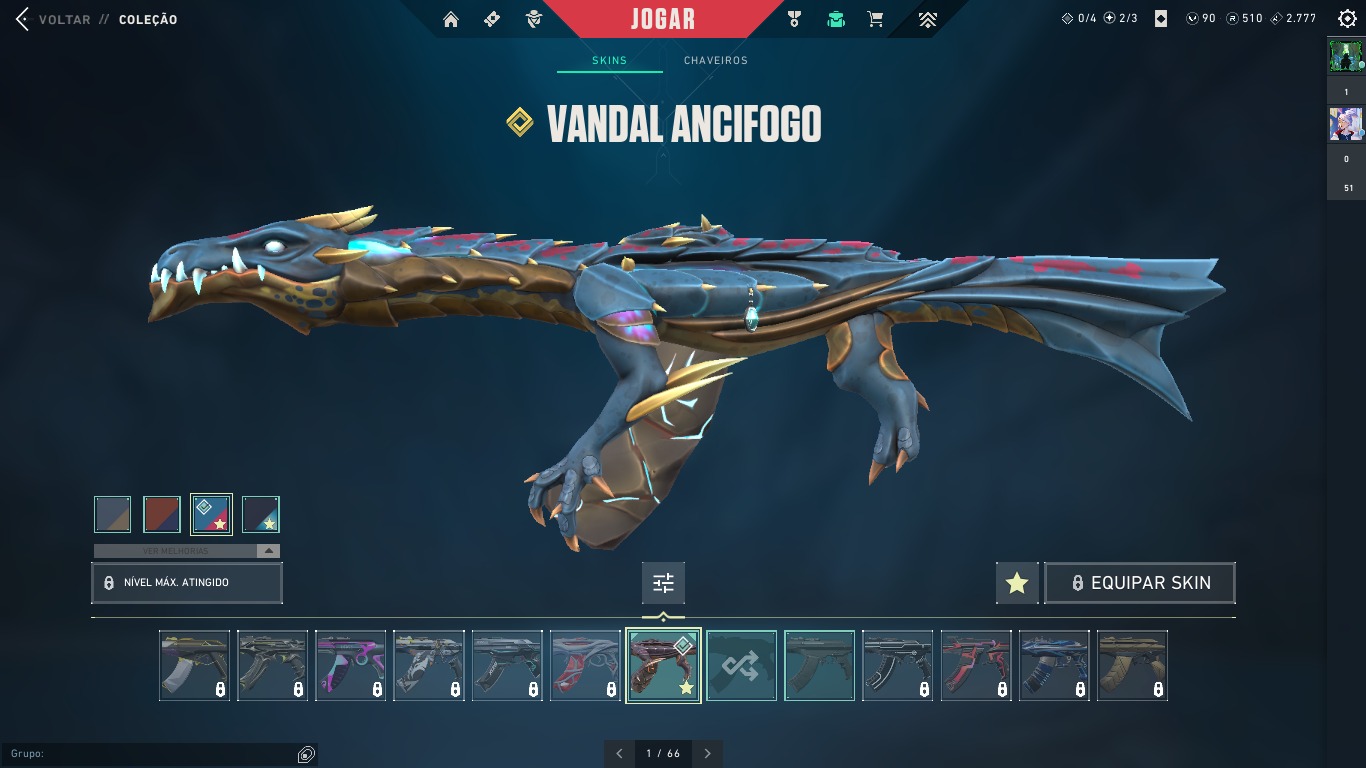 VOLTAR // COLEÇÃO
JOGAR
0/4 2/3 90 510 2.777
SKINS CHAVEIROS
VANDAL ANCIFOGO
1
0
51
VER MELHORIAS
NÍVEL MÁX. ATINGIDO
EQUIPAR SKIN
Grupo:
1 / 66